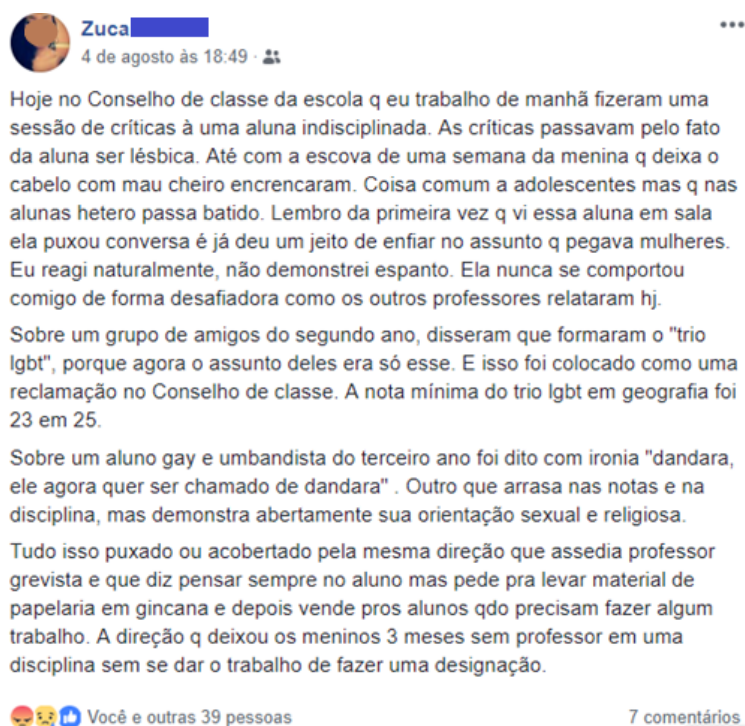 Zuca
4 de agosto às 18:49 ·
Hoje no Conselho de classe da escola q eu trabalho de manhã fizeram uma
sessão de críticas à uma aluna indisciplinada. As críticas passavam pelo fato
da aluna ser lésbica. Até com a escova de uma semana da menina q deixa o
cabelo com mau cheiro encrencaram. Coisa comum a adolescentes mas q nas
alunas hetero passa batido. Lembro da primeira vez q vi essa aluna em sala
ela puxou conversa é já deu um jeito de enfiar no assunto q pegava mulheres.
Eu reagi naturalmente, não demonstrei espanto. Ela nunca se comportou
comigo de forma desafiadora como os outros professores relataram hj.
Sobre um grupo de amigos do segundo ano, disseram que formaram o "trio
lgbt", porque agora o assunto deles era só esse. E isso foi colocado como uma
reclamação no Conselho de classe. A nota mínima do trio lgbt em geografia foi
23 em 25.
Sobre um aluno gay e umbandista do terceiro ano foi dito com ironia "dandara,
ele agora quer ser chamado de dandara" . Outro que arrasa nas notas e na
disciplina, mas demonstra abertamente sua orientação sexual e religiosa.
Tudo isso puxado ou acobertado pela mesma direção que assedia professor
grevista e que diz pensar sempre no aluno mas pede pra levar material de
papelaria em gincana e depois vende pros alunos qdo precisam fazer algum
trabalho. A direção q deixou os meninos 3 meses sem professor em uma
disciplina sem se dar o trabalho de fazer uma designação.
Você e outras 39 pessoas
7 comentários